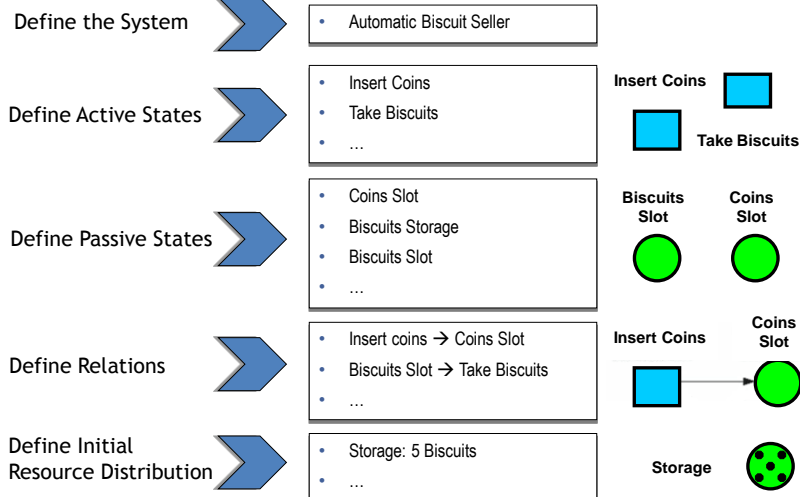 Define the System
• Automatic Biscuit Seller
Define Active States
• Insert Coins
• Take Biscuits
• …
Insert Coins
Take Biscuits
Define Passive States
• Coins Slot
• Biscuits Storage
• Biscuits Slot
• …
Biscuits
Slot
Coins
Slot
Define Relations
• Insert coins → Coins Slot
• Biscuits Slot → Take Biscuits
• …
Insert Coins
Coins
Slot
Define Initial
Resource Distribution
• Storage: 5 Biscuits
• …
Storage